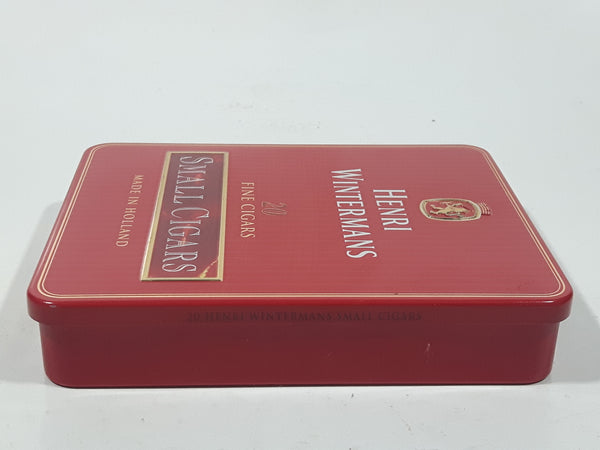 HENRI
WINTERMANS
20
FINE CIGARS
SMALL CIGARS
MADE IN HOLLAND
20 HENRI WINTERMANS SMALL CIGARS